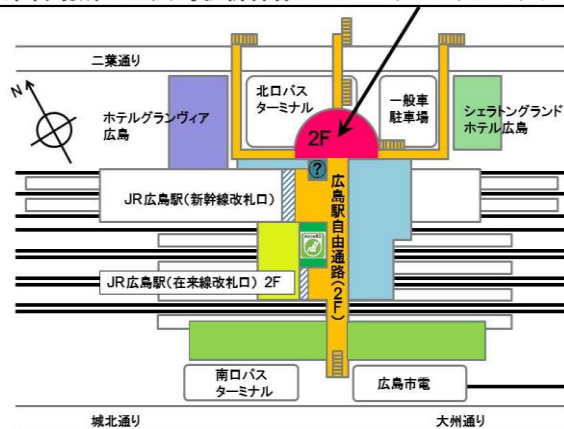 二葉通り
N
北口バス
ターミナル
一般車
駐車場
ホテルグランヴィア
広島
シェラトングランド
ホテル広島
2F
?
JR広島駅(新幹線改札口)
広島駅自由通路(2F)
JR広島駅(在来線改札口) 2F
南口バス
ターミナル
広島市電
城北通り
大州通り